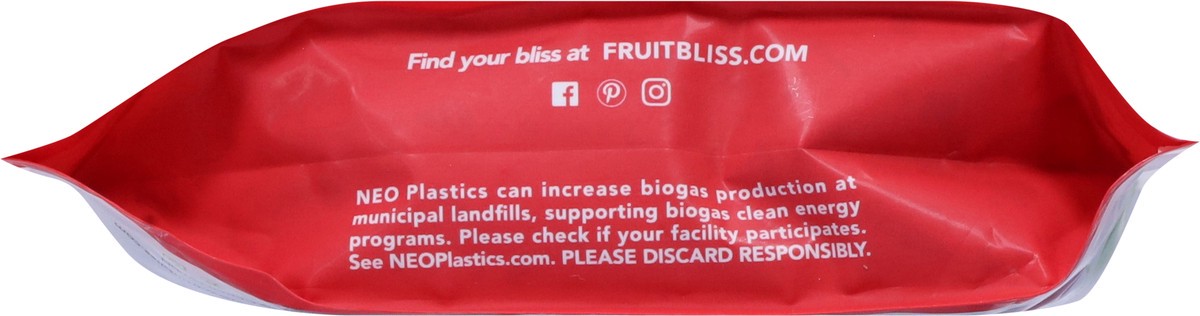 Find your bliss at FRUITBLISS.COM
NEO Plastics can increase biogas production at
municipal landfills, supporting biogas clean energy
programs. Please check if your facility participates.
See NEOPlastics.com. PLEASE DISCARD RESPONSIBLY.